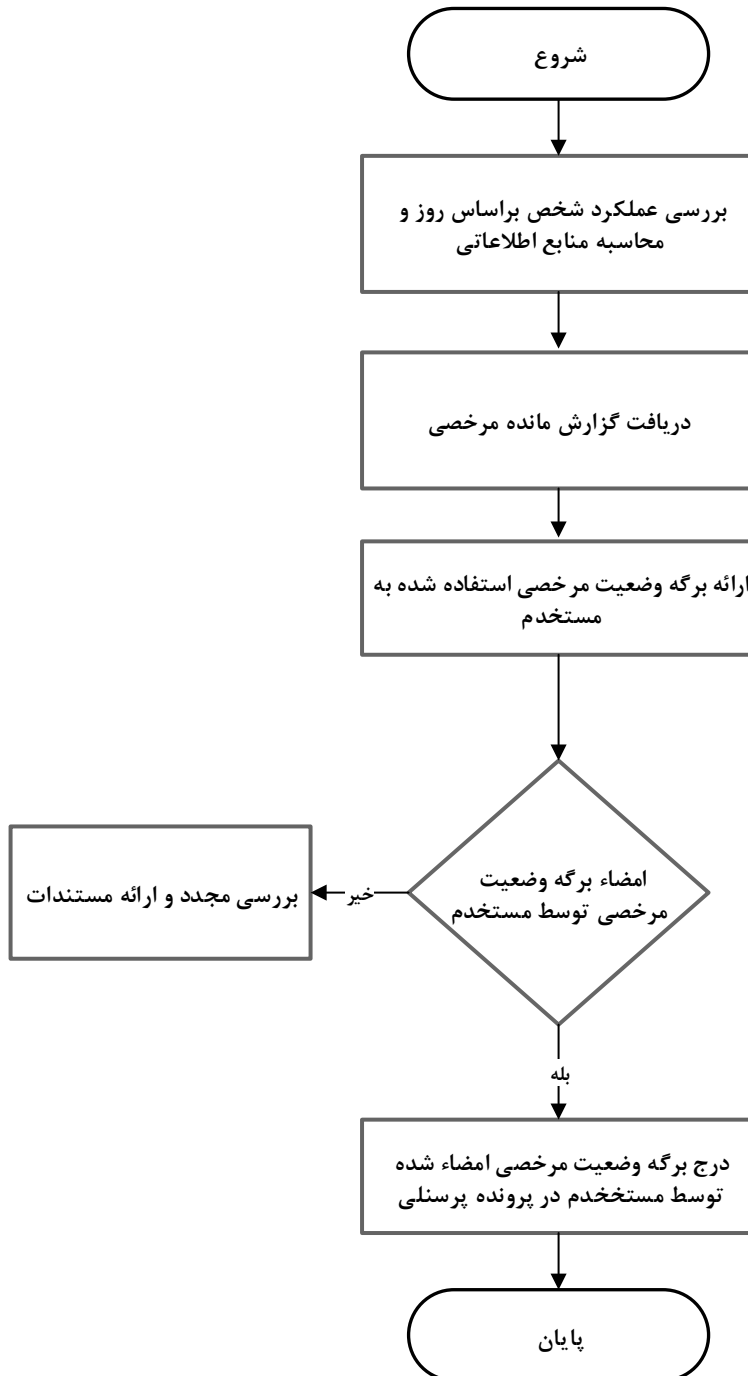 شروع
بررسی عملکرد شخص براساس روز و
محاسبه منابع اطلاعاتی
دریافت گزارش مانده مرخصی
ارائه برگه وضعیت مرخصی استفاده شده به
مستخدم
امضاء برگه وضعیت
مرخصی توسط مستخدم
خیر
بررسی مجدد و ارائه مستندات
بله
درج برگه وضعیت مرخصی امضاء شده
توسط مستخخدم در پرونده پرسنلی
پایان